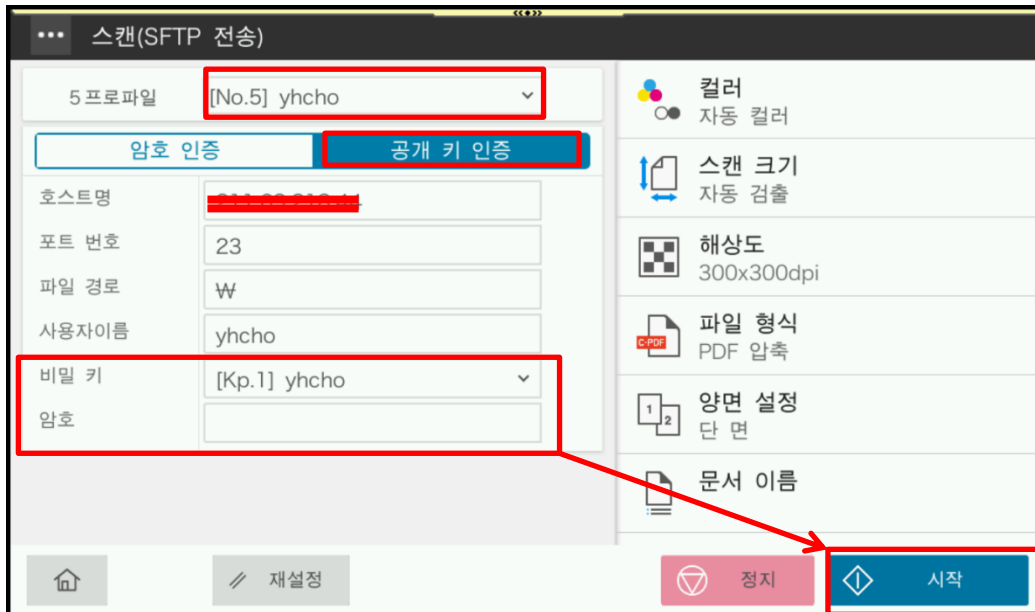 스캔(SFTP 전송)
5 프로파일
[No.5] yhcho
암호 인증
공개 키 인증
호스트명
포트 번호
23
파일 경로
₩
사용자이름
yhcho
비밀 키
[Kp.1] yhcho
암호
재설정
컬러
자동 컬러
스캔 크기
자동 검출
해상도
300x300dpi
C-PDF
파일 형식
PDF 압축
1 2
양면 설정
단 면
문서 이름
정지
시작